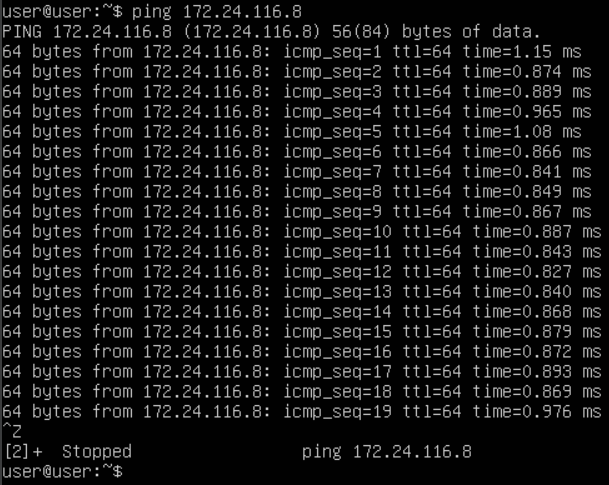 user@user:~$ ping 172.24.116.8
PING 172.24.116.8 (172.24.116.8) 56(84) bytes of data.
64 bytes from 172.24.116.8: icmp_seq=1 ttl=64 time=1.15 ms
64 bytes from 172.24.116.8: icmp_seq=2 ttl=64 time=0.874 ms
64 bytes from 172.24.116.8: icmp_seq=3 ttl=64 time=0.889 ms
64 bytes from 172.24.116.8: icmp_seq=4 ttl=64 time=0.965 ms
64 bytes from 172.24.116.8: icmp_seq=5 ttl=64 time=1.08 ms
64 bytes from 172.24.116.8: icmp_seq=6 ttl=64 time=0.866 ms
64 bytes from 172.24.116.8: icmp_seq=7 ttl=64 time=0.841 ms
64 bytes from 172.24.116.8: icmp_seq=8 ttl=64 time=0.849 ms
64 bytes from 172.24.116.8: icmp_seq=9 ttl=64 time=0.867 ms
64 bytes from 172.24.116.8: icmp_seq=10 ttl=64 time=0.887 ms
64 bytes from 172.24.116.8: icmp_seq=11 ttl=64 time=0.843 ms
64 bytes from 172.24.116.8: icmp_seq=12 ttl=64 time=0.827 ms
64 bytes from 172.24.116.8: icmp_seq=13 ttl=64 time=0.840 ms
64 bytes from 172.24.116.8: icmp_seq=14 ttl=64 time=0.868 ms
64 bytes from 172.24.116.8: icmp_seq=15 ttl=64 time=0.879 ms
64 bytes from 172.24.116.8: icmp_seq=16 ttl=64 time=0.872 ms
64 bytes from 172.24.116.8: icmp_seq=17 ttl=64 time=0.893 ms
64 bytes from 172.24.116.8: icmp_seq=18 ttl=64 time=0.869 ms
64 bytes from 172.24.116.8: icmp_seq=19 ttl=64 time=0.976 ms
^Z
[2]+  Stopped                 ping 172.24.116.8
user@user:~$